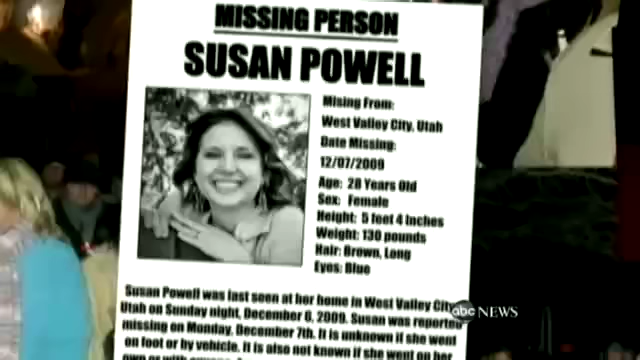 MISSING PERSON
SUSAN POWELL
Mising From:
West Valley City, Utah
Date Missing:
12/07/2009
Age: 28 Years Old
Sex: Female
Height: 5 feet 4 Inches
Weight: 130 pounds
Hair: Brown, Long
Eyes: Blue
Susan Powell was last seen at her home in West Valley City
Utah on Sunday night, December 6, 2009. Susan was reported
missing on Monday, December 7th. It is unknown if she went
on foot or by vehicle. It is also not known if she went on her
own or with
abc NEWS